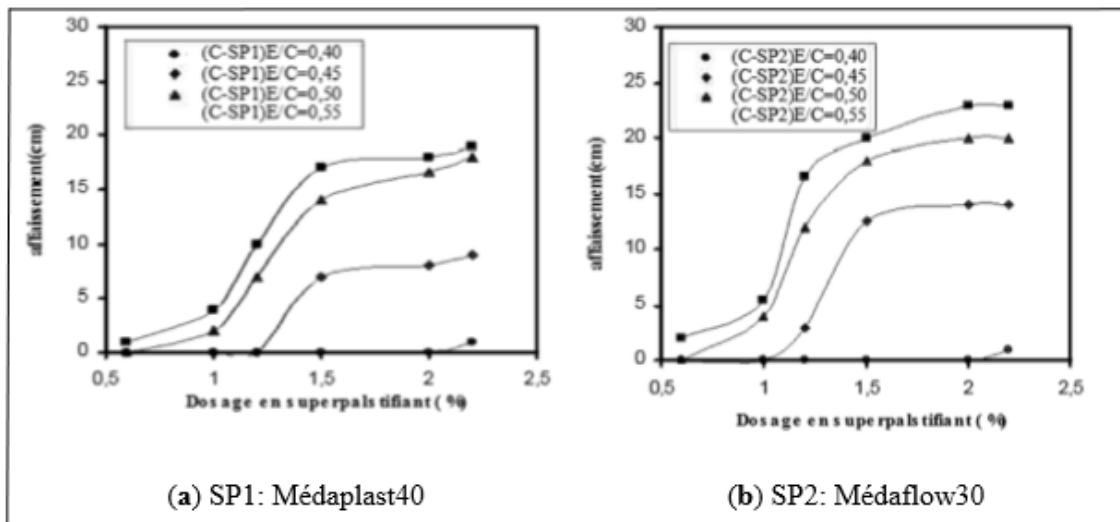 30
25
20
15
10
5
0
affaissement(cm)
(C-SP1)E/C=0,40
(C-SP1)E/C=0,45
(C-SP1)E/C=0,50
(C-SP1)E/C=0,55
0,5 1 1,5 2 2,5
Dosage en superpalstifiant ( %)
(a) SP1: Médaplast40
30
25
20
15
10
5
0
affaissement(cm)
(C-SP2)E/C=0,40
(C-SP2)E/C=0,45
(C-SP2)E/C=0,50
(C-SP2)E/C=0,55
0,5 1 1,5 2 2,5
Dosage en superpalstifiant ( %)
(b) SP2: Médaflow30